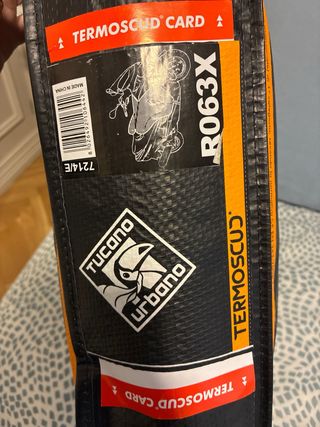 TERMOSCUD® CARD
MADE IN CHINA
7214/E
R063X
tucano
urbano
TERMOSCUD®
TERMOSCUD® CARD